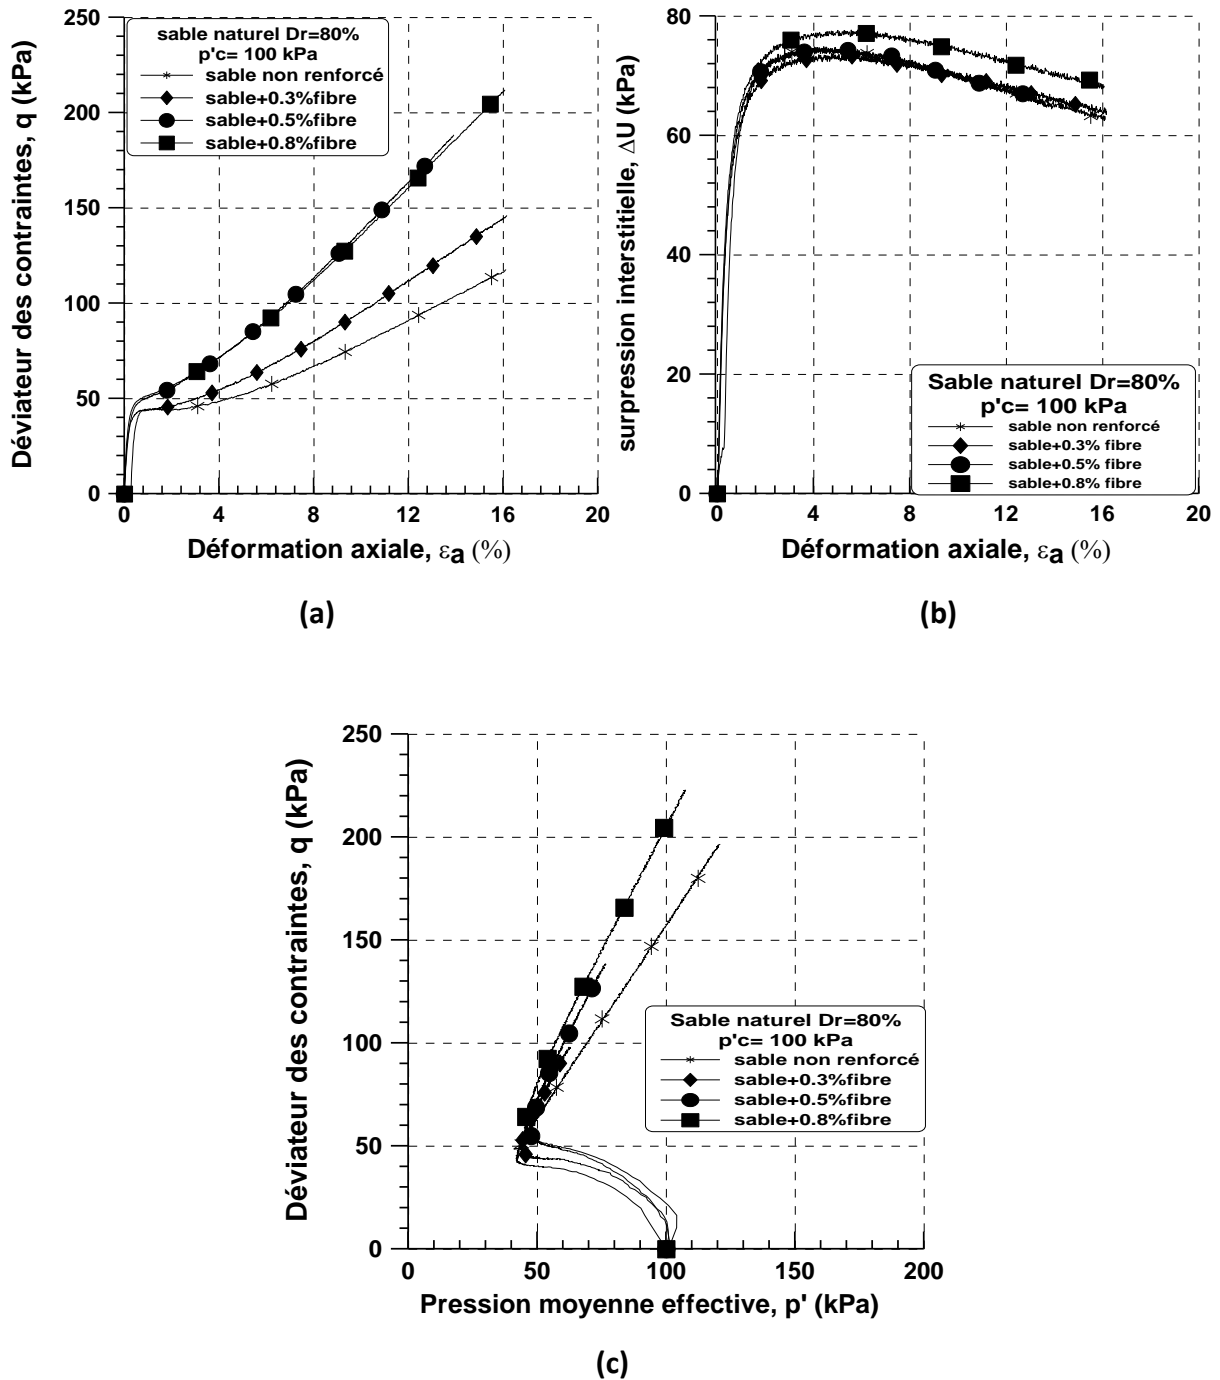 250
200
150
100
50
0
Déviateur des contraintes, q (kPa)
sable naturel Dr=80%
p'c= 100 kPa
sable non renforcé
sable+0.3%fibre
sable+0.5%fibre
sable+0.8%fibre
0 4 8 12 16 20
Déformation axiale, εa (%)
(a)
80
60
40
20
0
surpression interstitielle, ΔU (kPa)
Sable naturel Dr=80%
p'c= 100 kPa
sable non renforcé
sable+0.3% fibre
sable+0.5% fibre
sable+0.8% fibre
0 4 8 12 16 20
Déformation axiale, εa (%)
(b)
250
200
150
100
50
0
Déviateur des contraintes, q (kPa)
Sable naturel Dr=80%
p'c= 100 kPa
sable non renforcé
sable+0.3%fibre
sable+0.5%fibre
sable+0.8%fibre
0 50 100 150 200
Pression moyenne effective, p' (kPa)
(c)